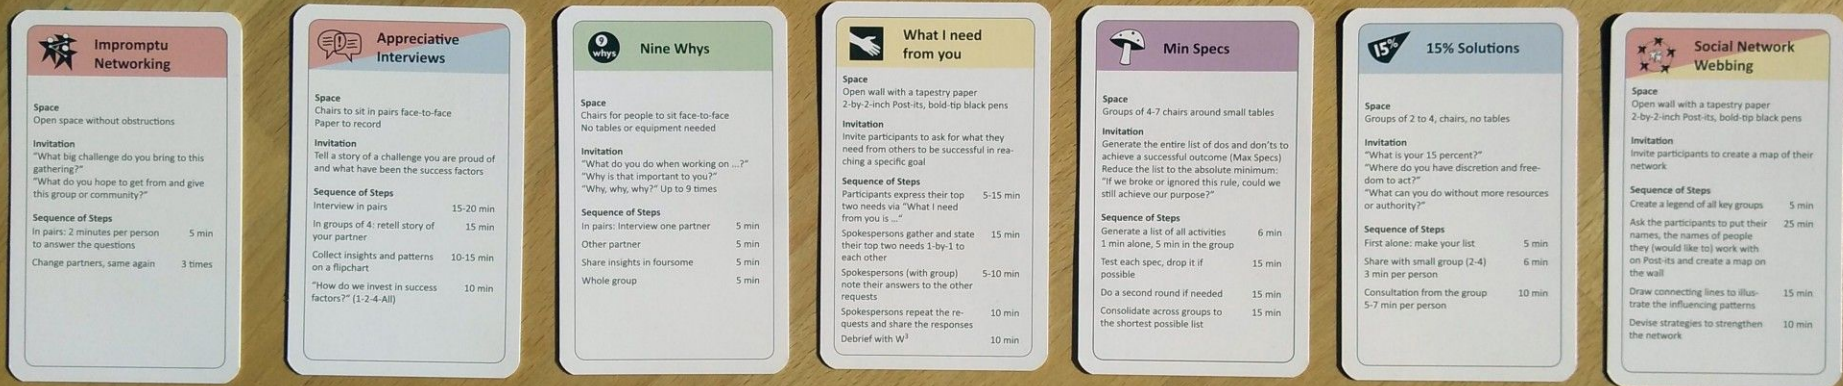 Impromptu
Networking
Space
Open space without obstructions
Invitation
"What big challenge do you bring to this
gathering?"
"What do you hope to get from and give
this group or community?"
Sequence of Steps
In pairs: 2 minutes per person 5 min
to answer the questions
Change partners, same again 3 times
Appreciative
Interviews
Space
Chairs to sit in pairs face-to-face
Paper to record
Invitation
Tell a story of a challenge you are proud of
and what have been the success factors
Sequence of Steps
Interview in pairs 15-20 min
In groups of 4: retell story of 15 min
your partner
Collect insights and patterns 10-15 min
on a flipchart
"How do we invest in success 10 min
factors?" (1-2-4-All)
9
whys
Nine Whys
Space
Chairs for people to sit face-to-face
No tables or equipment needed
Invitation
"What do you do when working on ...?"
"Why is that important to you?"
"Why, why, why?" Up to 9 times
Sequence of Steps
In pairs: Interview one partner 5 min
Other partner 5 min
Share insights in foursome 5 min
Whole group 5 min
What I need
from you
Space
Open wall with a tapestry paper
2-by-2-inch Post-its, bold-tip black pens
Invitation
Invite participants to ask for what they
need from others to be successful in rea-
ching a specific goal
Sequence of Steps
Participants express their top 5-15 min
two needs via "What I need
from you is ..."
Spokespersons gather and state 15 min
their top two needs 1-by-1 to
each other
Spokespersons (with group) 5-10 min
note their answers to the other
requests
Spokespersons repeat the re- 10 min
quests and share the responses
Debrief with W³ 10 min
Min Specs
Space
Groups of 4-7 chairs around small tables
Invitation
Generate the entire list of dos and don'ts to
achieve a successful outcome (Max Specs)
Reduce the list to the absolute minimum:
"If we broke or ignored this rule, could we
still achieve our purpose?"
Sequence of Steps
Generate a list of all activities 6 min
1 min alone, 5 min in the group
Test each spec, drop it if 15 min
possible
Do a second round if needed 15 min
Consolidate across groups to 15 min
the shortest possible list
15%
15% Solutions
Space
Groups of 2 to 4, chairs, no tables
Invitation
"What is your 15 percent?"
"Where do you have discretion and free-
dom to act?"
"What can you do without more resources
or authority?"
Sequence of Steps
First alone: make your list 5 min
Share with small group (2-4) 6 min
3 min per person
Consultation from the group 10 min
5-7 min per person
Social Network
Webbing
Space
Open wall with a tapestry paper
2-by-2-inch Post-its, bold-tip black pens
Invitation
Invite participants to create a map of their
network
Sequence of Steps
Create a legend of all key groups 5 min
Ask the participants to put their 25 min
names, the names of people
they (would like to) work with
on Post-its and create a map on
the wall
Draw connecting lines to illus- 15 min
trate the influencing patterns
Devise strategies to strengthen 10 min
the network